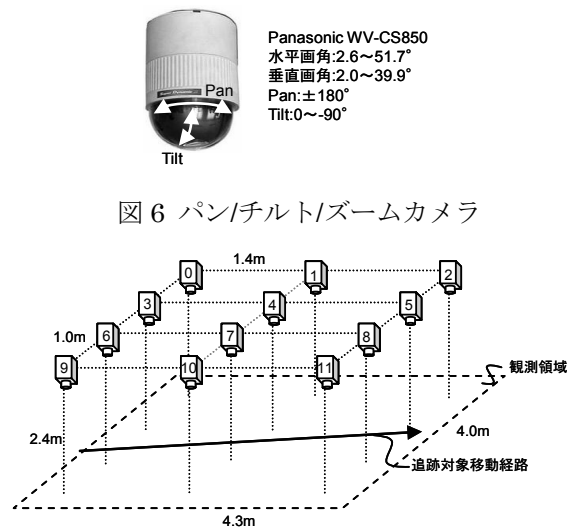 Panasonic WV-CS850
水平画角:2.6～51.7°
垂直画角:2.0～39.9°
Pan:±180°
Tilt:0～-90°
Pan
Tilt
図 6 パン/チルト/ズームカメラ
1.4m
0
1
2
3
4
5
1.0m
6
7
8
9
10
11
観測領域
2.4m
4.0m
追跡対象移動経路
4.3m